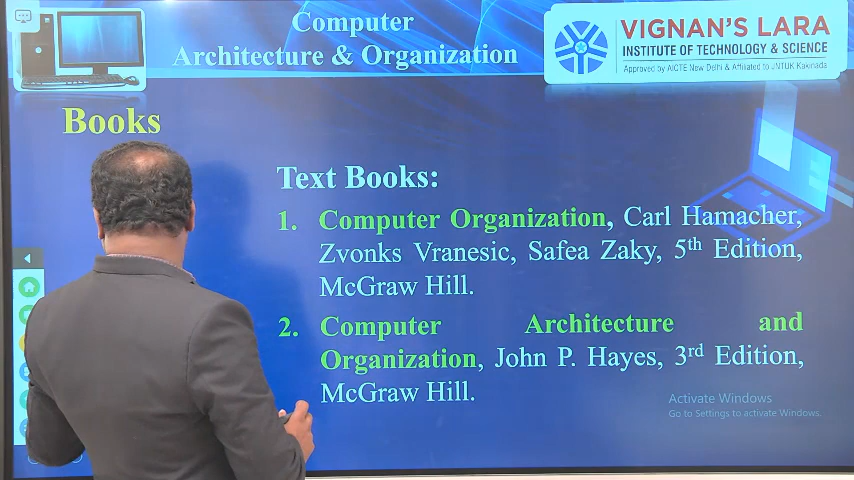 Computer
Architecture & Organization
VIGNAN'S LARA
INSTITUTE OF TECHNOLOGY & SCIENCE
Approved by AICTE New Delhi & Affiliated to JNTUK Kakinada
Books
Text Books:
1. Computer Organization, Carl Hamacher,
Zvonks Vranesic, Safea Zaky, 5th Edition,
McGraw Hill.
2. Computer Architecture and
Organization, John P. Hayes, 3rd Edition,
McGraw Hill.
Activate Windows
Go to Settings to activate Windows.